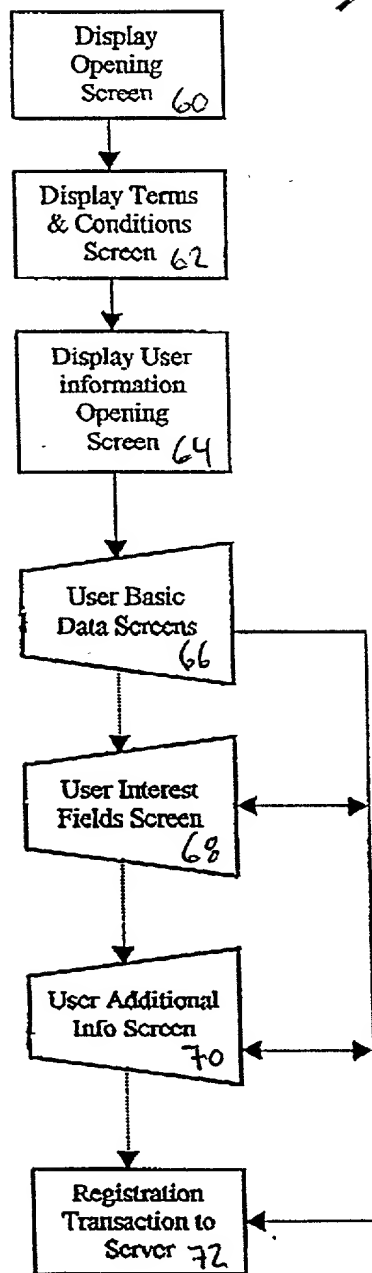 Display
Opening
Screen 60
Display Terms
& Conditions
Screen 62
Display User
information
Opening
Screen 64
User Basic
Data Screens
66
User Interest
Fields Screen
68
User Additional
Info Screen
70
Registration
Transaction to
Server 72